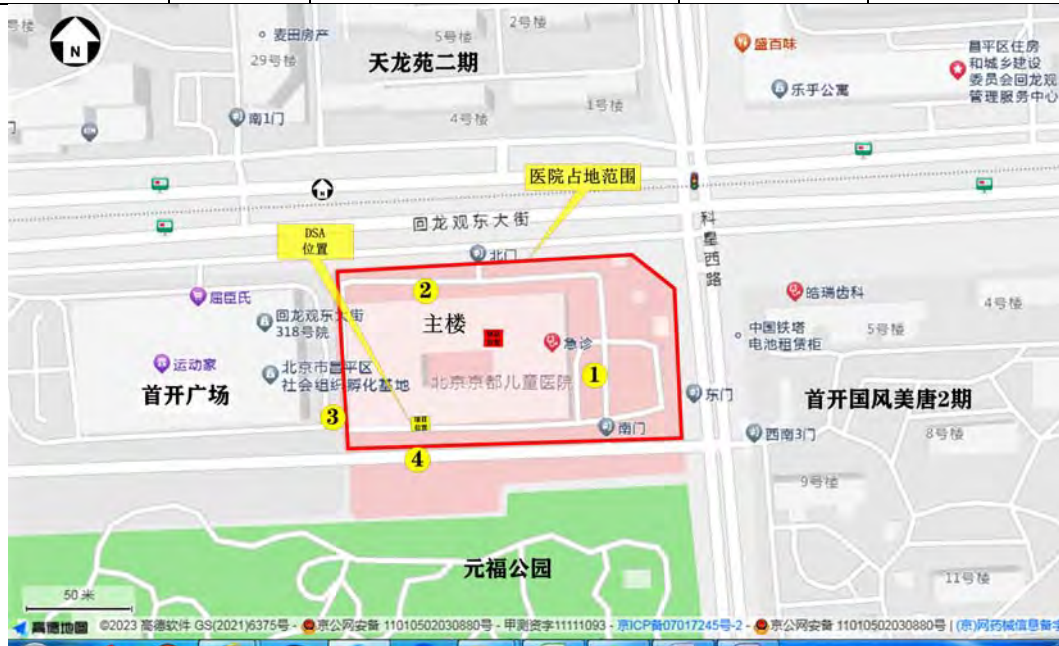 N
麦田房产
29号楼
5号楼
2号楼
天龙苑二期
盛百味
昌平区住房
和城乡建设
委员会回龙观
管理服务中心
乐乎公寓
南1门
4号楼
1号楼
医院占地范围
回龙观东大街
科星西路
DSA
位置
北门
2
屈臣氏
回龙观东大街
318号院
主楼
急诊
皓瑞齿科
4号楼
中国铁塔
电池租赁柜
5号楼
运动家
首开广场
北京市昌平区
社会组织孵化基地
北京京都儿童医院
1
东门
首开国风美唐2期
3
南门
西南3门
8号楼
4
9号楼
元福公园
11号楼
50 米
高德地图 ©2023 高德软件 GS(2021)6375号 - 京公网安备 11010502030880号 - 甲测资字11111093 - 京ICP备07017245号-2 - 京公网安备 11010502030880号 | (京)网药械信息备字